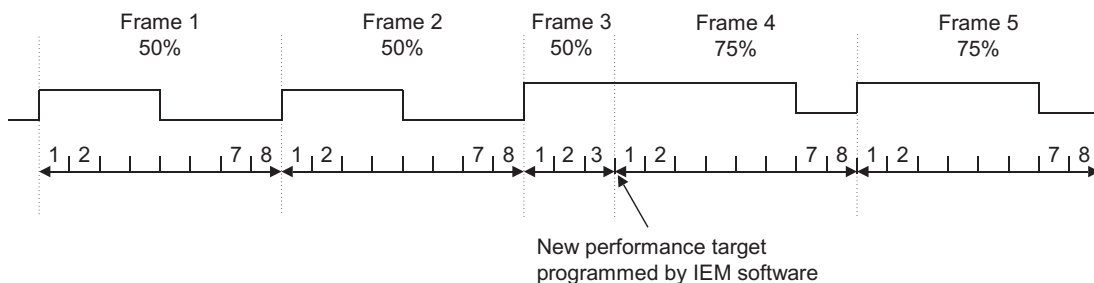 Frame 1
50%
Frame 2
50%
Frame 3
50%
Frame 4
75%
Frame 5
75%
1 2 7 8
1 2 7 8
1 2 3
1 2 7 8
1 2 7 8
New performance target
programmed by IEM software